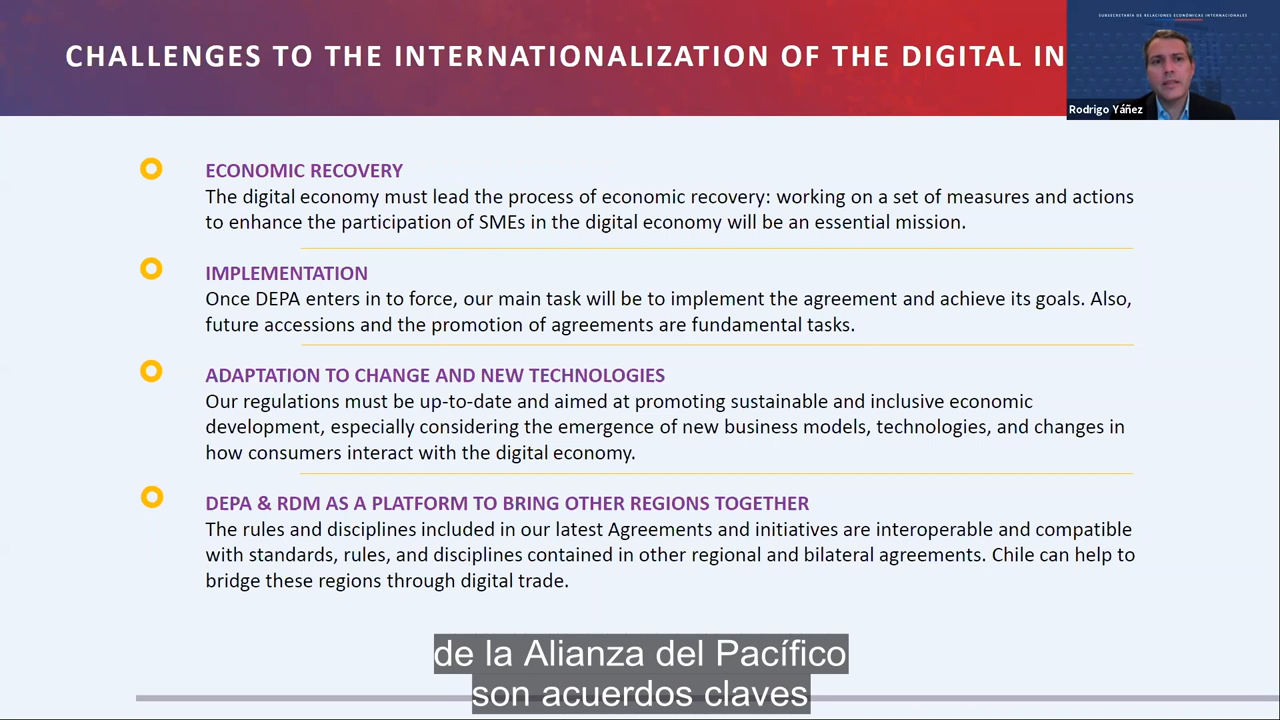 CHALLENGES TO THE INTERNATIONALIZATION OF THE DIGITAL IN
SUBSECRETARÍA DE RELACIONES ECONÓMICAS INTERNACIONALES
Rodrigo Yáñez
ECONOMIC RECOVERY
The digital economy must lead the process of economic recovery: working on a set of measures and actions
to enhance the participation of SMEs in the digital economy will be an essential mission.
IMPLEMENTATION
Once DEPA enters in to force, our main task will be to implement the agreement and achieve its goals. Also,
future accessions and the promotion of agreements are fundamental tasks.
ADAPTATION TO CHANGE AND NEW TECHNOLOGIES
Our regulations must be up-to-date and aimed at promoting sustainable and inclusive economic
development, especially considering the emergence of new business models, technologies, and changes in
how consumers interact with the digital economy.
DEPA & RDM AS A PLATFORM TO BRING OTHER REGIONS TOGETHER
The rules and disciplines included in our latest Agreements and initiatives are interoperable and compatible
with standards, rules, and disciplines contained in other regional and bilateral agreements. Chile can help to
bridge these regions through digital trade.
de la Alianza del Pacífico
son acuerdos claves